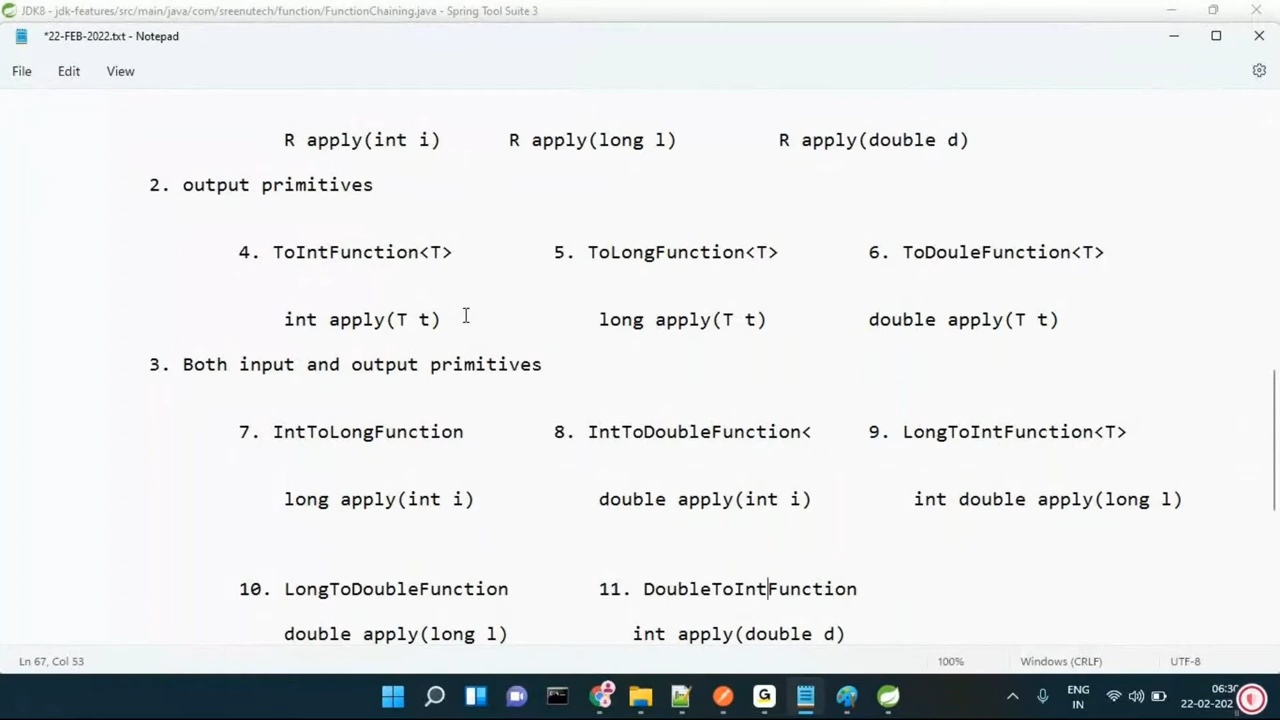 JDK8 - jdk-features/src/main/java/com/sreenutech/function/FunctionChaining.java - Spring Tool Suite 3
*22-FEB-2022.txt - Notepad
File Edit View
R apply(int i) R apply(long l) R apply(double d)
2. output primitives
4. ToIntFunction<T> 5. ToLongFunction<T> 6. ToDouleFunction<T>
int apply(T t) long apply(T t) double apply(T t)
3. Both input and output primitives
7. IntToLongFunction 8. IntToDoubleFunction< 9. LongToIntFunction<T>
long apply(int i) double apply(int i) int double apply(long l)
10. LongToDoubleFunction 11. DoubleToIntFunction
double apply(long l) int apply(double d)
Ln 67, Col 53 100% Windows (CRLF) UTF-8
ENG 06:30
IN 22-02-202